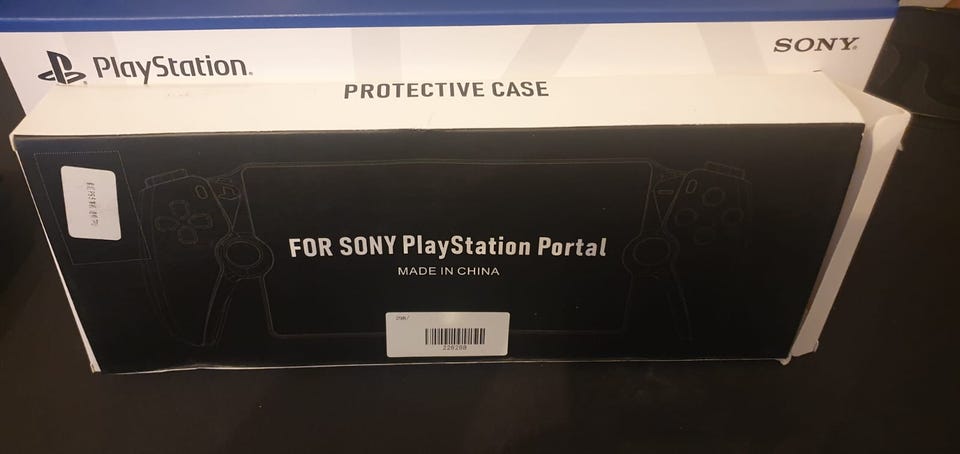 PlayStation.
SONY
PROTECTIVE CASE
FOR SONY PlayStation Portal
MADE IN CHINA